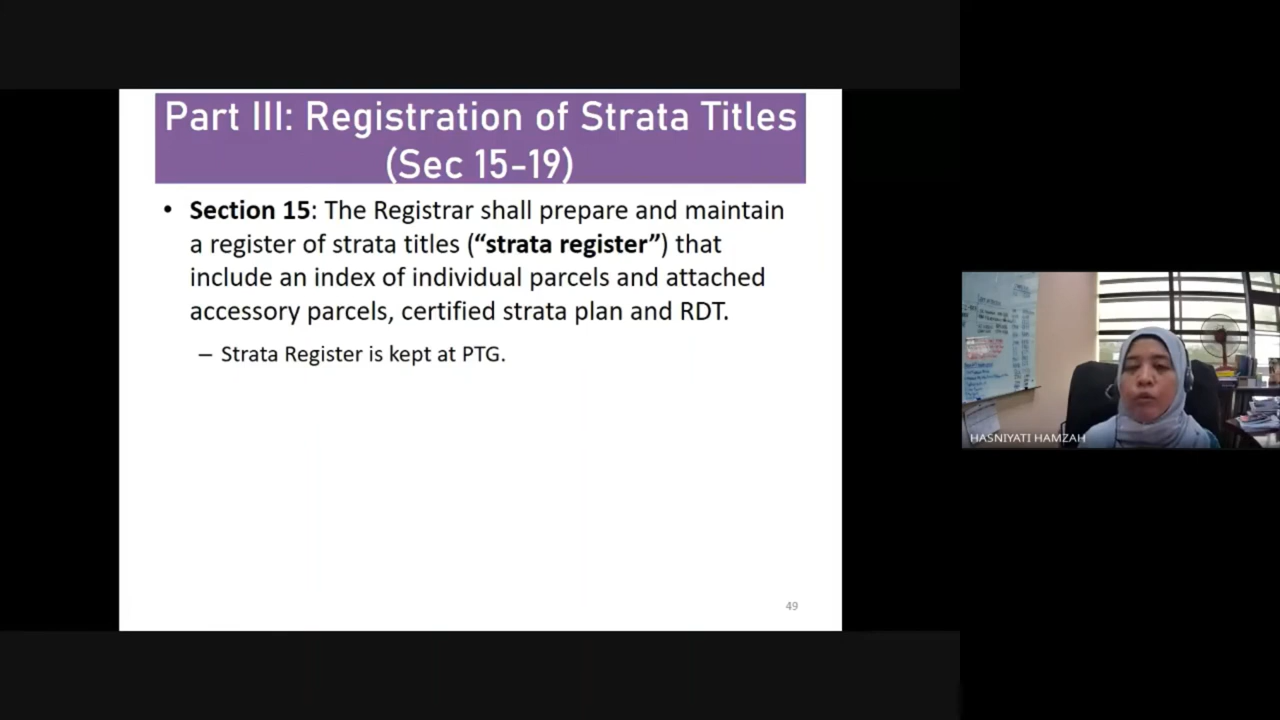 Part III: Registration of Strata Titles
(Sec 15-19)
• Section 15: The Registrar shall prepare and maintain
a register of strata titles (“strata register”) that
include an index of individual parcels and attached
accessory parcels, certified strata plan and RDT.
– Strata Register is kept at PTG.
49
HASNIYATI HAMZAH